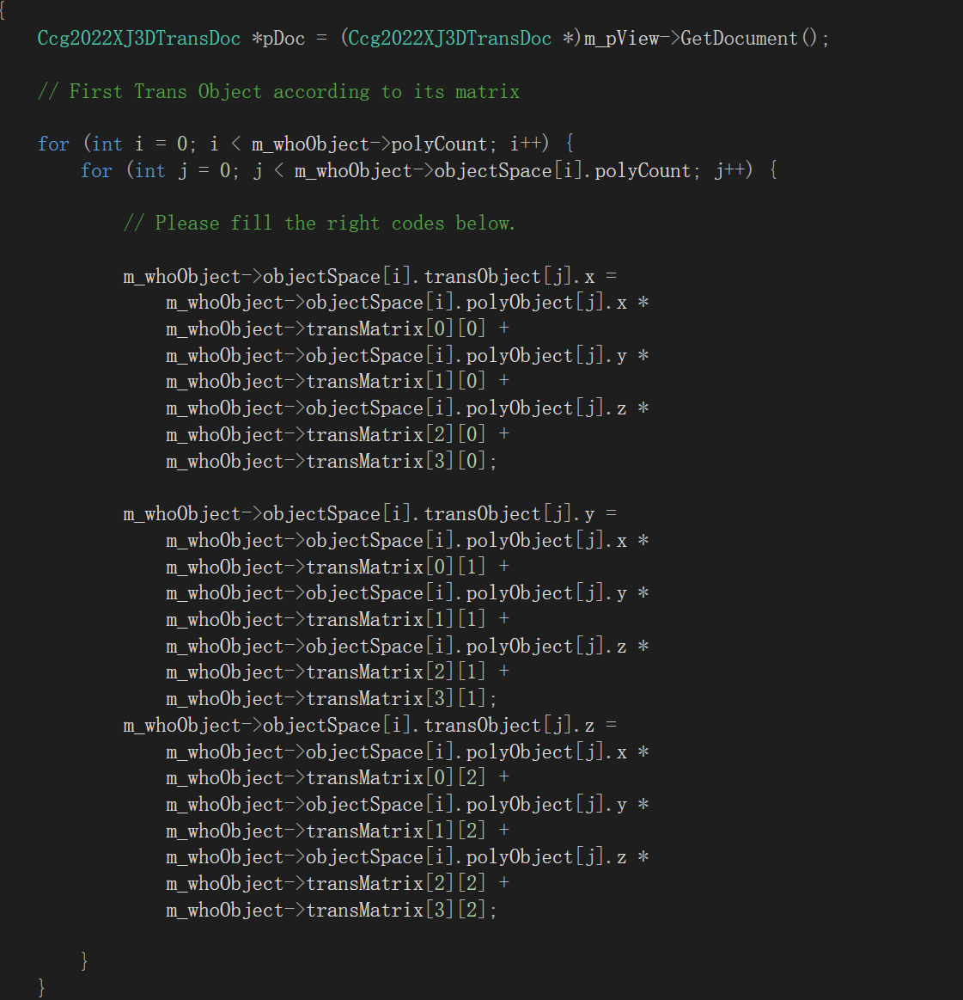 {
Ccg2022XJ3DTransDoc *pDoc = (Ccg2022XJ3DTransDoc *)m_pView->GetDocument();
// First Trans Object according to its matrix
for (int i = 0; i < m_whoObject->polyCount; i++) {
for (int j = 0; j < m_whoObject->objectSpace[i].polyCount; j++) {
// Please fill the right codes below.
m_whoObject->objectSpace[i].transObject[j].x =
m_whoObject->objectSpace[i].polyObject[j].x *
m_whoObject->transMatrix[0][0] +
m_whoObject->objectSpace[i].polyObject[j].y *
m_whoObject->transMatrix[1][0] +
m_whoObject->objectSpace[i].polyObject[j].z *
m_whoObject->transMatrix[2][0] +
m_whoObject->transMatrix[3][0];
m_whoObject->objectSpace[i].transObject[j].y =
m_whoObject->objectSpace[i].polyObject[j].x *
m_whoObject->transMatrix[0][1] +
m_whoObject->objectSpace[i].polyObject[j].y *
m_whoObject->transMatrix[1][1] +
m_whoObject->objectSpace[i].polyObject[j].z *
m_whoObject->transMatrix[2][1] +
m_whoObject->transMatrix[3][1];
m_whoObject->objectSpace[i].transObject[j].z =
m_whoObject->objectSpace[i].polyObject[j].x *
m_whoObject->transMatrix[0][2] +
m_whoObject->objectSpace[i].polyObject[j].y *
m_whoObject->transMatrix[1][2] +
m_whoObject->objectSpace[i].polyObject[j].z *
m_whoObject->transMatrix[2][2] +
m_whoObject->transMatrix[3][2];
}
}